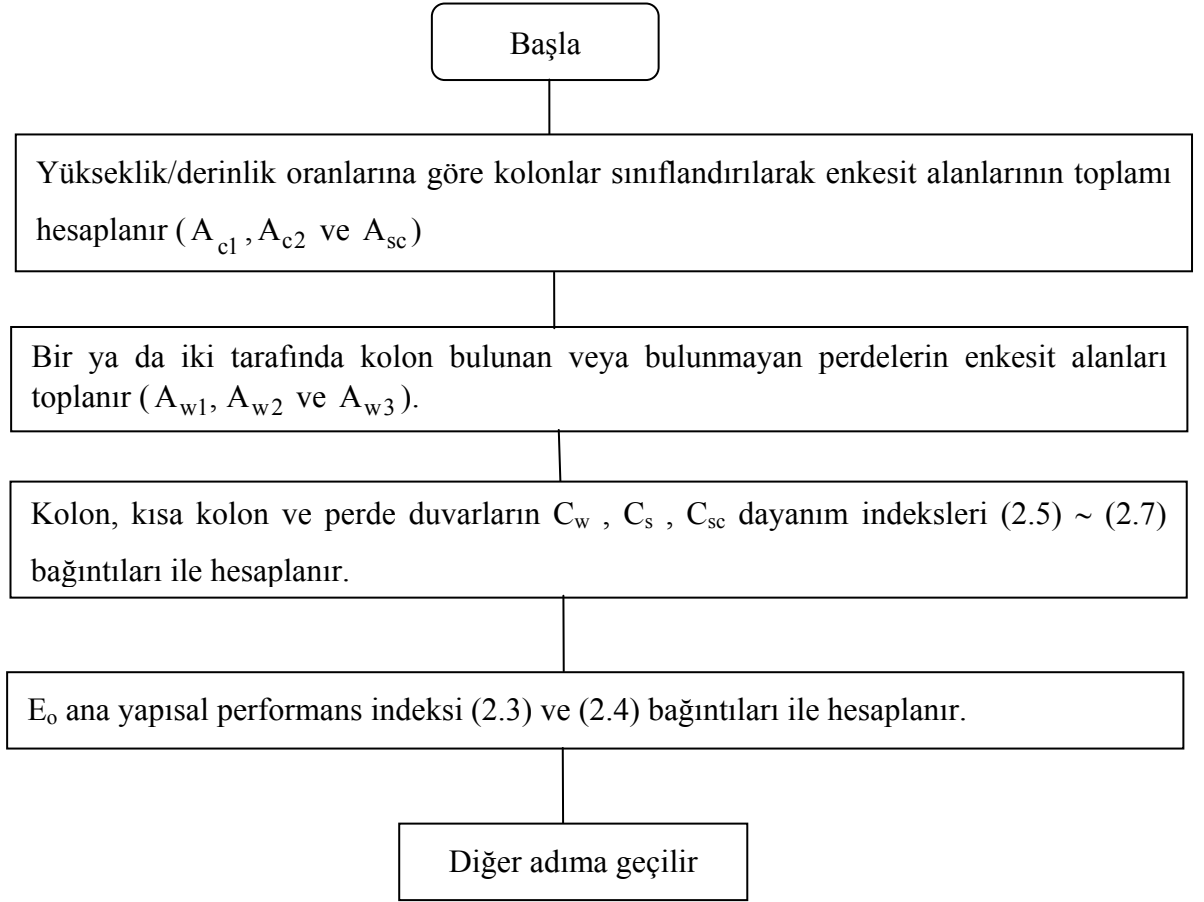 Başla
Yükseklik/derinlik oranlarına göre kolonlar sınıflandırılarak enkesit alanlarının toplamı
hesaplanır ( A_c1 , A_c2 ve A_sc )
Bir ya da iki tarafında kolon bulunan veya bulunmayan perdelerin enkesit alanları
toplanır ( A_w1, A_w2 ve A_w3 ).
Kolon, kısa kolon ve perde duvarların C_w , C_s , C_sc dayanım indeksleri (2.5) ~ (2.7)
bağıntıları ile hesaplanır.
E_o ana yapısal performans indeksi (2.3) ve (2.4) bağıntıları ile hesaplanır.
Diğer adıma geçilir